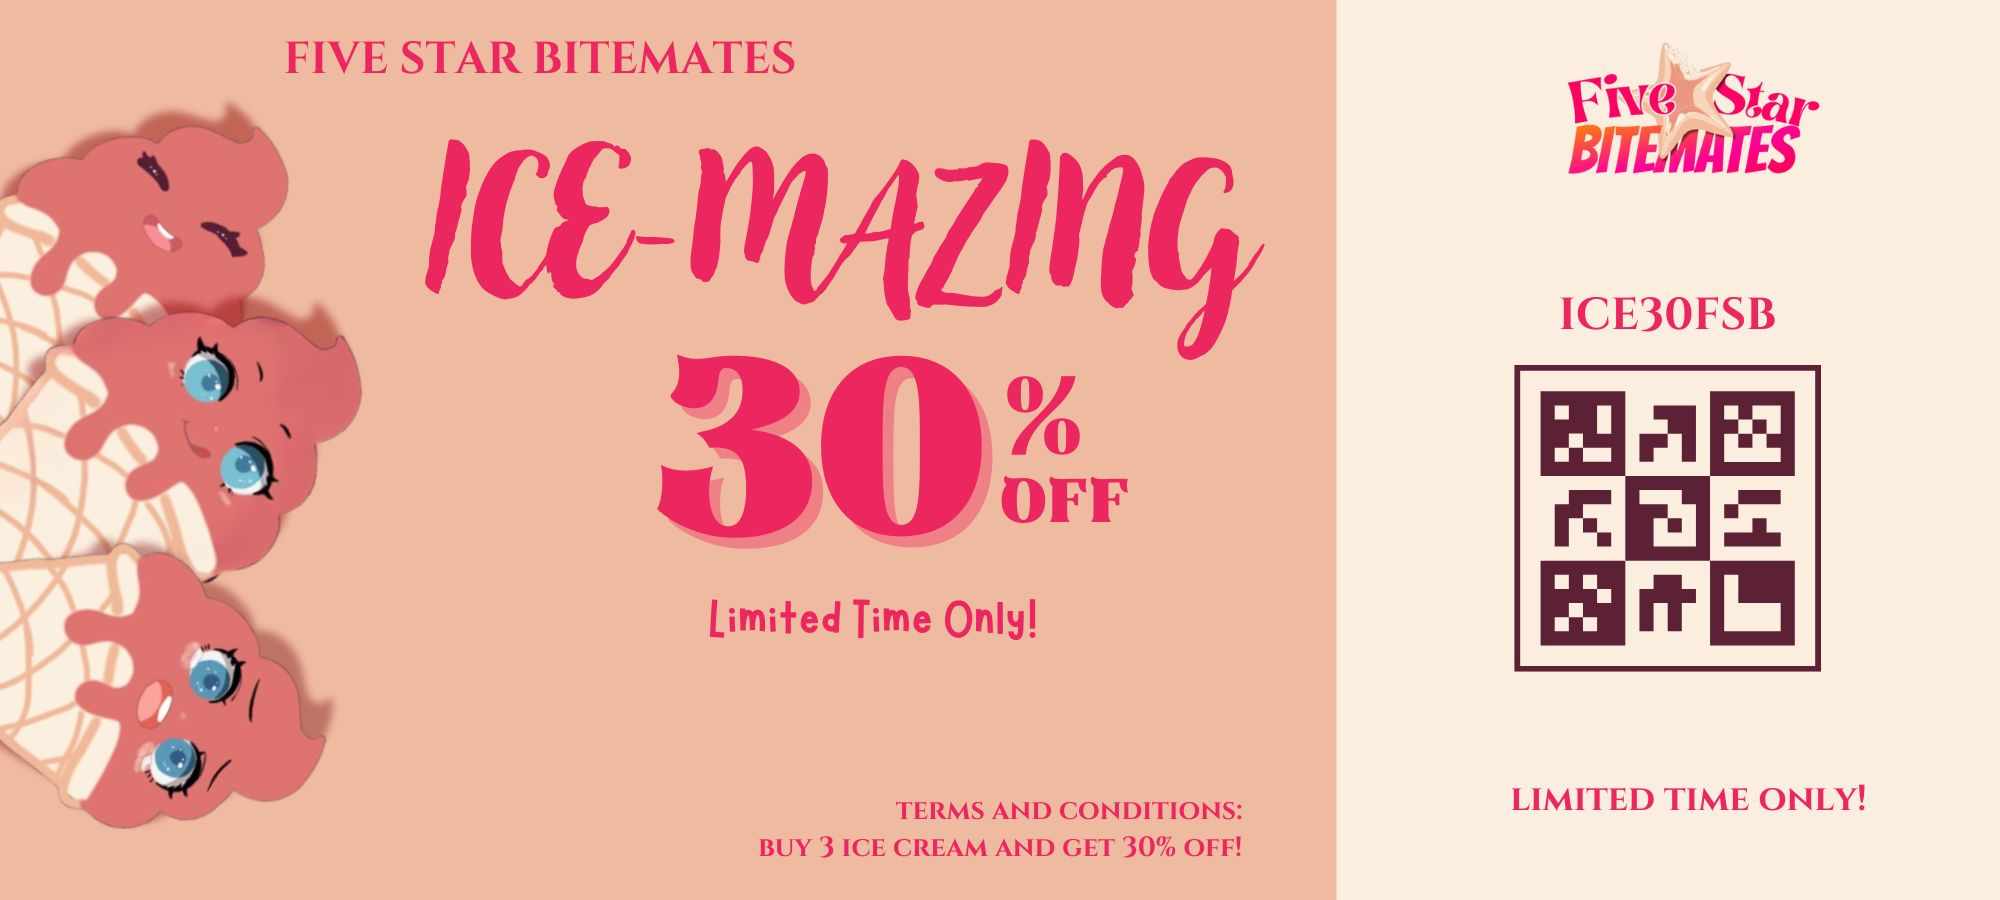 FIVE STAR BITEMATES
ICE-MAZING
30
%
OFF
Limited Time Only!
TERMS AND CONDITIONS:
BUY 3 ICE CREAM AND GET 30% OFF!
Five Star
BITEMATES
ICE30FSB
LIMITED TIME ONLY!